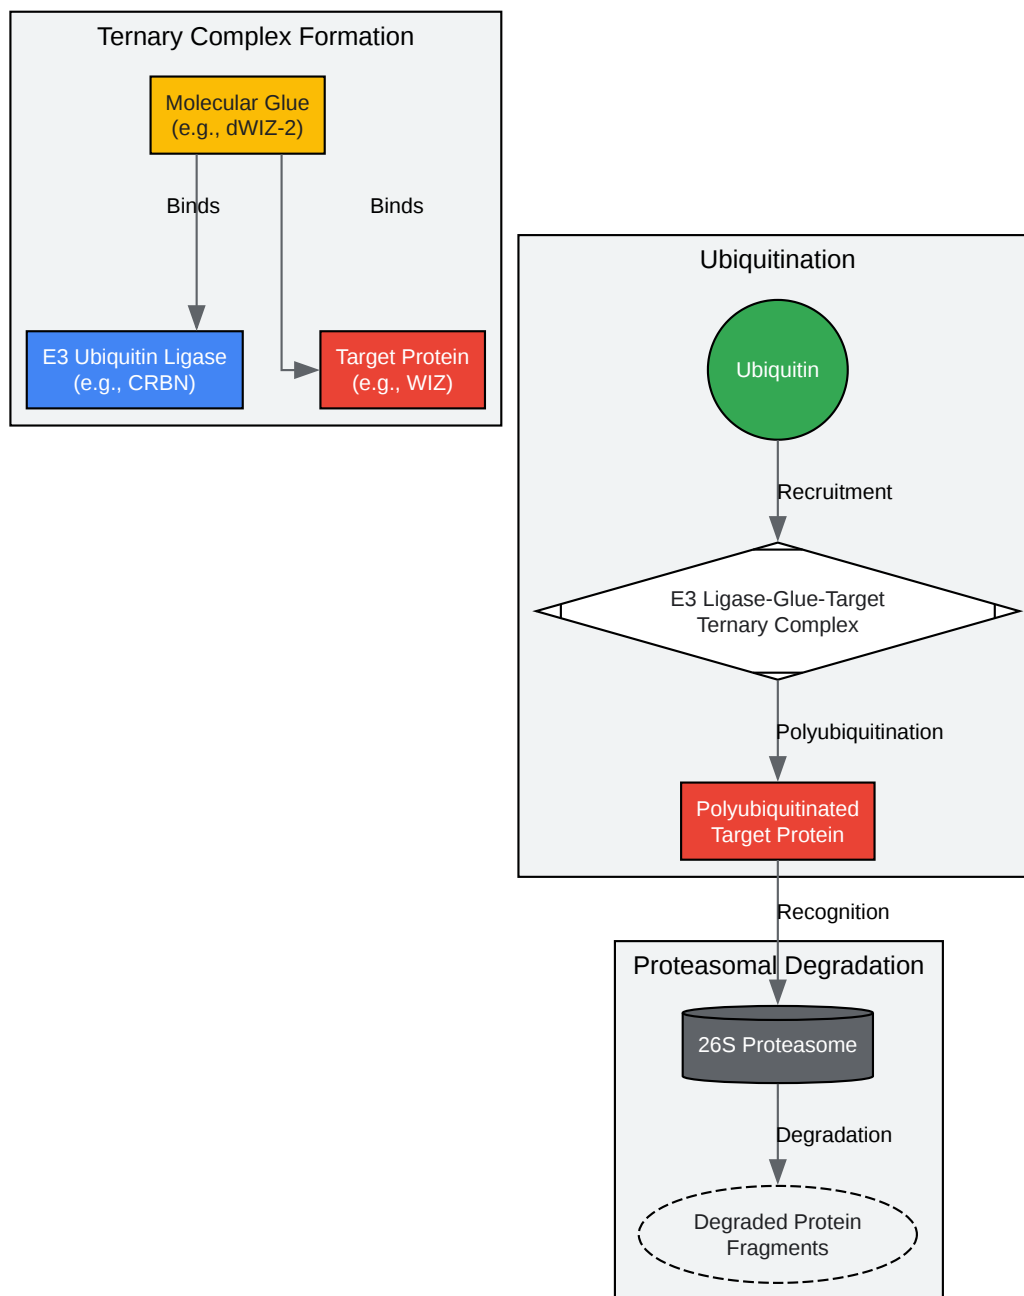 Ternary Complex Formation
Molecular Glue
(e.g., dWIZ-2)
Binds
Binds
E3 Ubiquitin Ligase
(e.g., CRBN)
Target Protein
(e.g., WIZ)
Ubiquitination
Ubiquitin
Recruitment
E3 Ligase-Glue-Target
Ternary Complex
Polyubiquitination
Polyubiquitinated
Target Protein
Recognition
Proteasomal Degradation
26S Proteasome
Degradation
Degraded Protein
Fragments